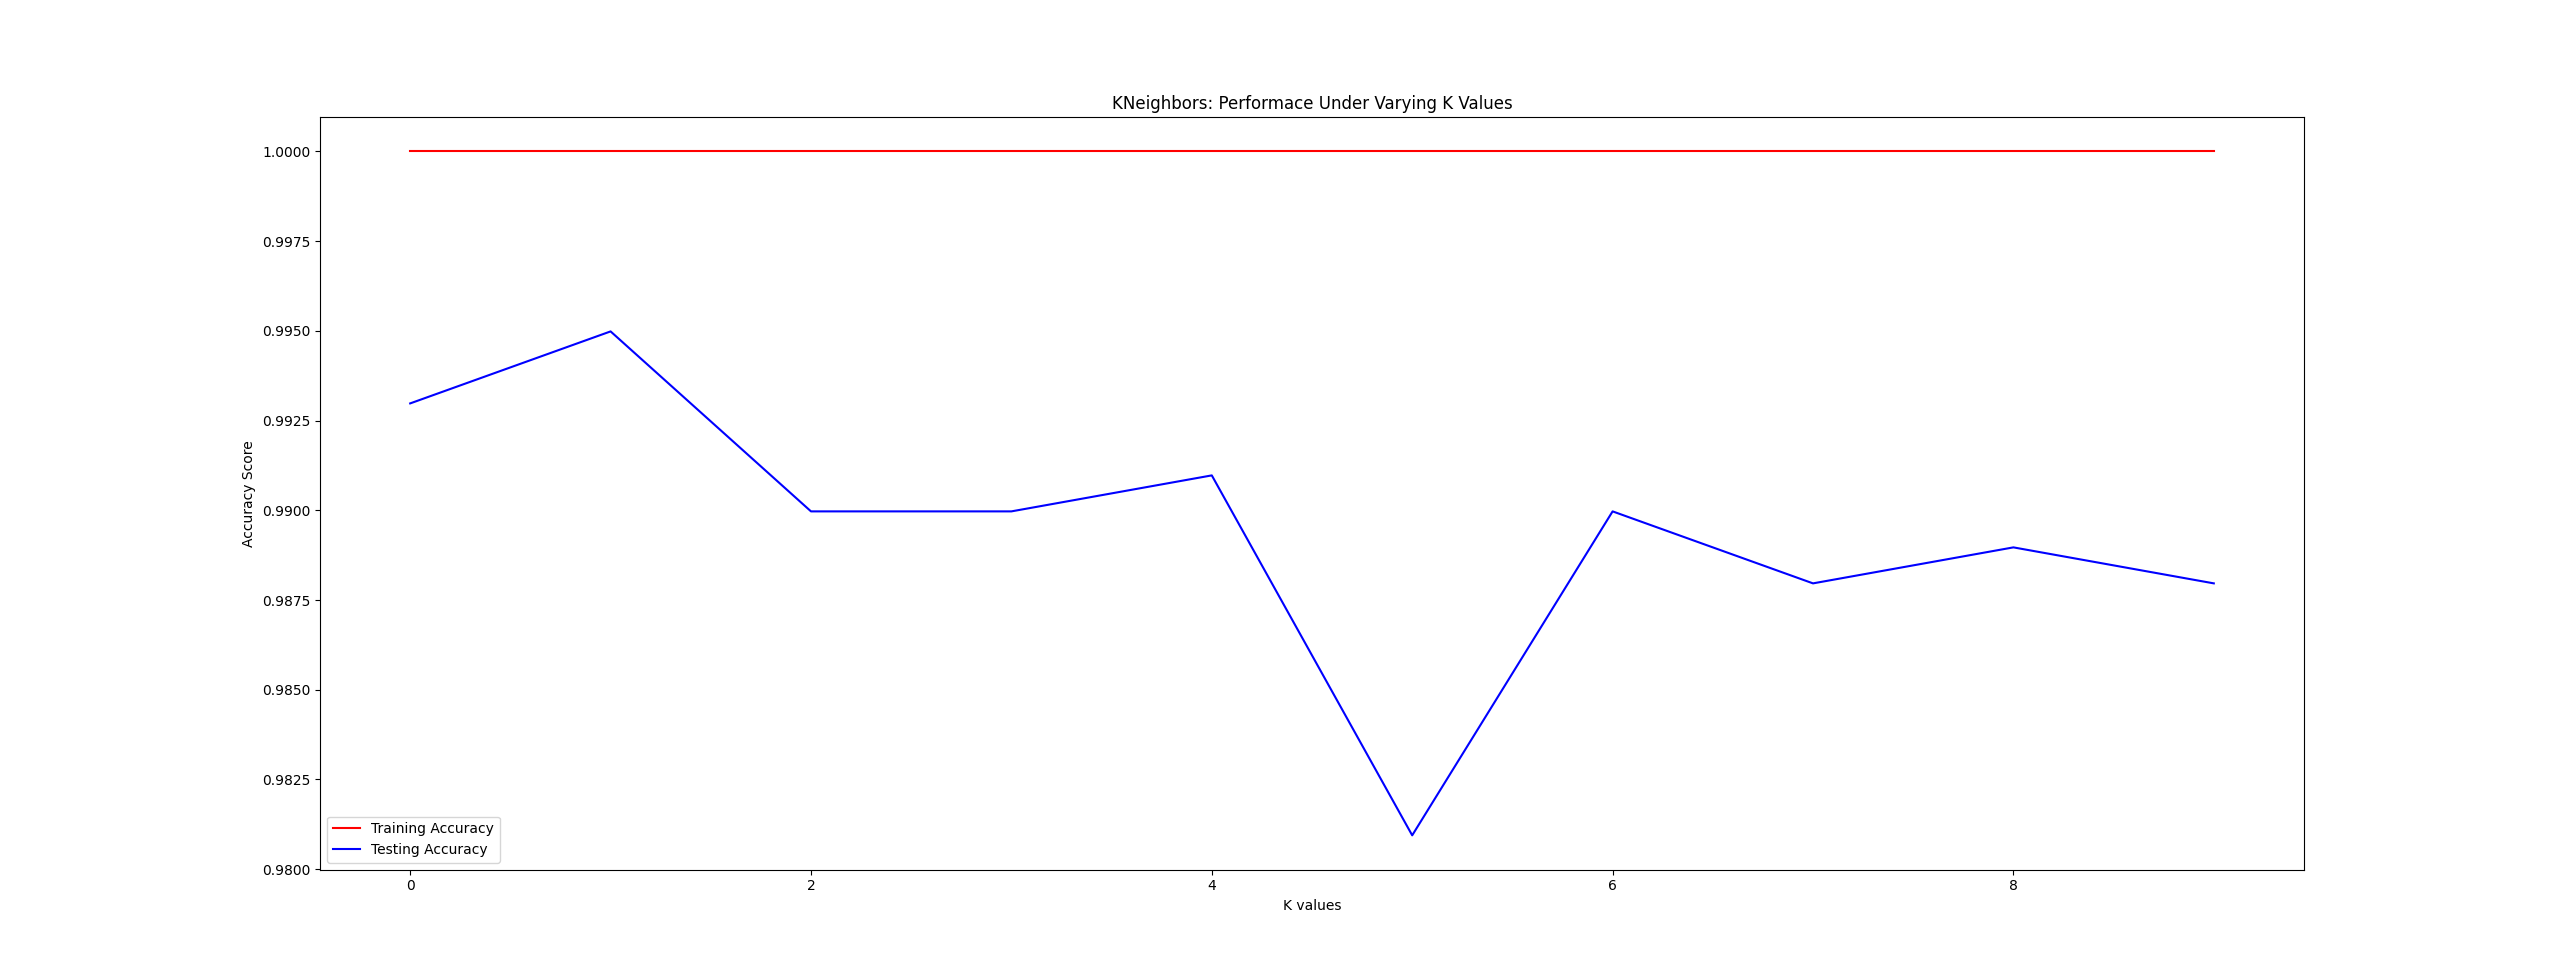 KNeighbors: Performace Under Varying K Values
1.0000
0.9975
0.9950
0.9925
0.9900
0.9875
0.9850
0.9825
0.9800
Accuracy Score
Training Accuracy
Testing Accuracy
0 2 4 6 8
K values